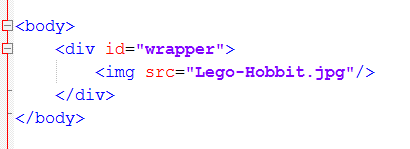 <body>
<div id="wrapper">
<img src="Lego-Hobbit.jpg"/>
</div>
</body>